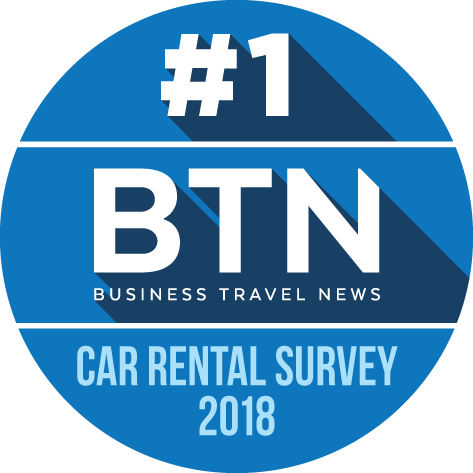 #1
BTN
BUSINESS TRAVEL NEWS
CAR RENTAL SURVEY
2018